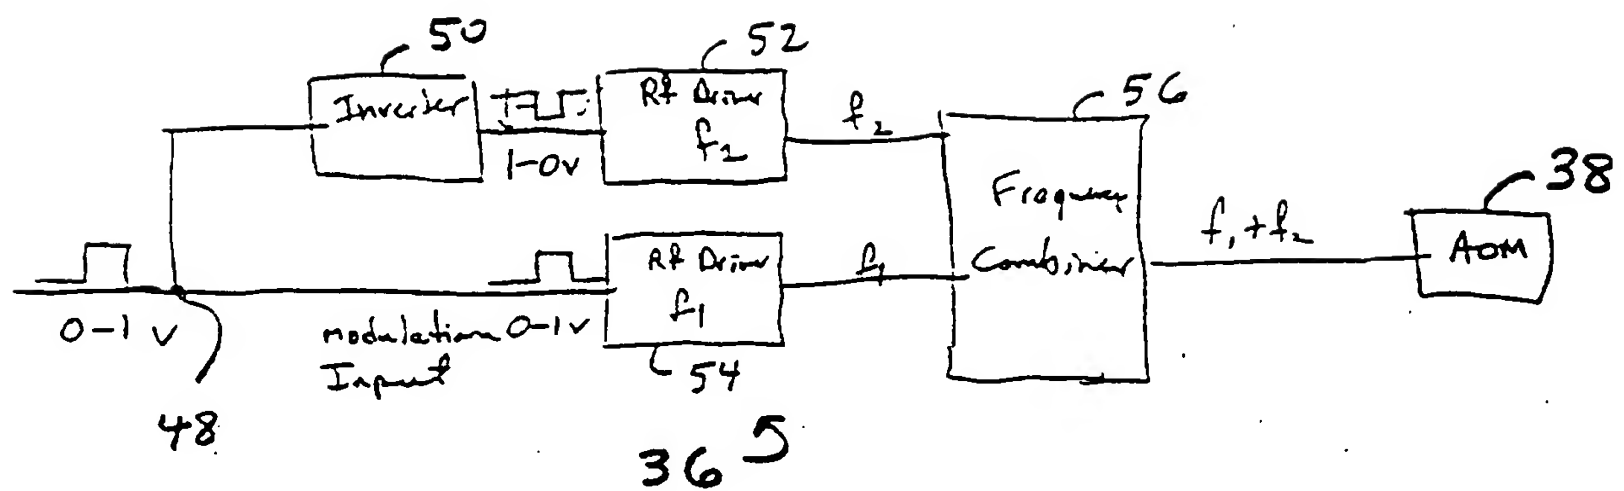 50
52
Inverter
Rf Driver
f2
1-0v
f2
56
Frequency
Combiner
38
AOM
f1+f2
0-1 v
48
Modulation
Input
0-1v
Rf Driver
f1
54
f1
36
5